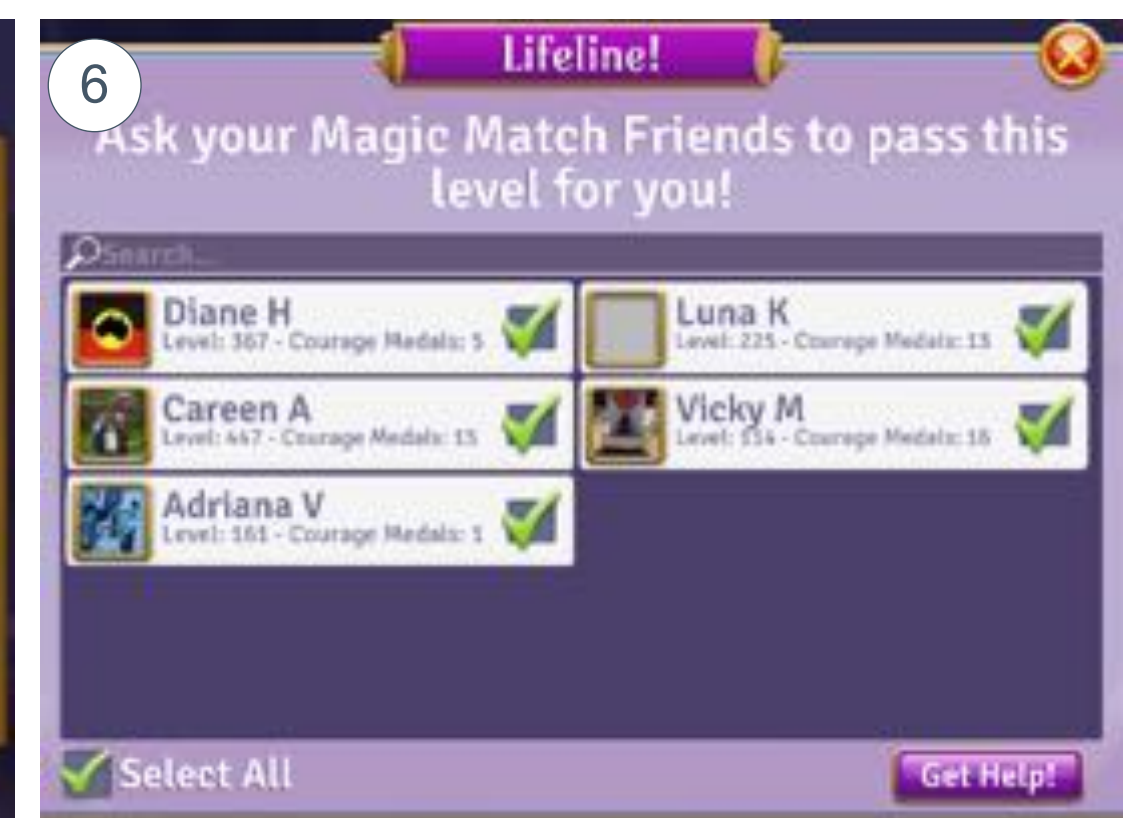 6
Lifeline!
Ask your Magic Match Friends to pass this
level for you!
Search...
Diane H
Level: 367 - Courage Medals: 5
Luna K
Level: 225 - Courage Medals: 13
Careen A
Level: 447 - Courage Medals: 15
Vicky M
Level: - Courage Medals: 16
Adriana V
Level: 161 - Courage Medals: 1
Select All
Get Help!